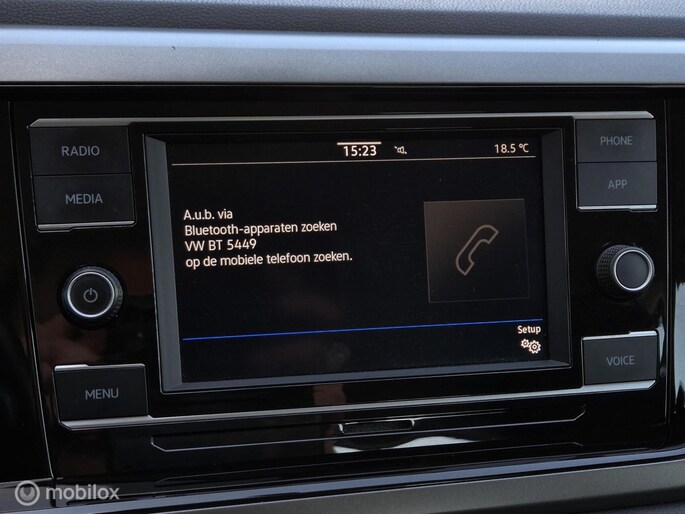 RADIO
MEDIA
MENU
15:23
18.5 °C
A.u.b. via
Bluetooth-apparaten zoeken
VW BT 5449
op de mobiele telefoon zoeken.
Setup
PHONE
APP
VOICE
mobilox